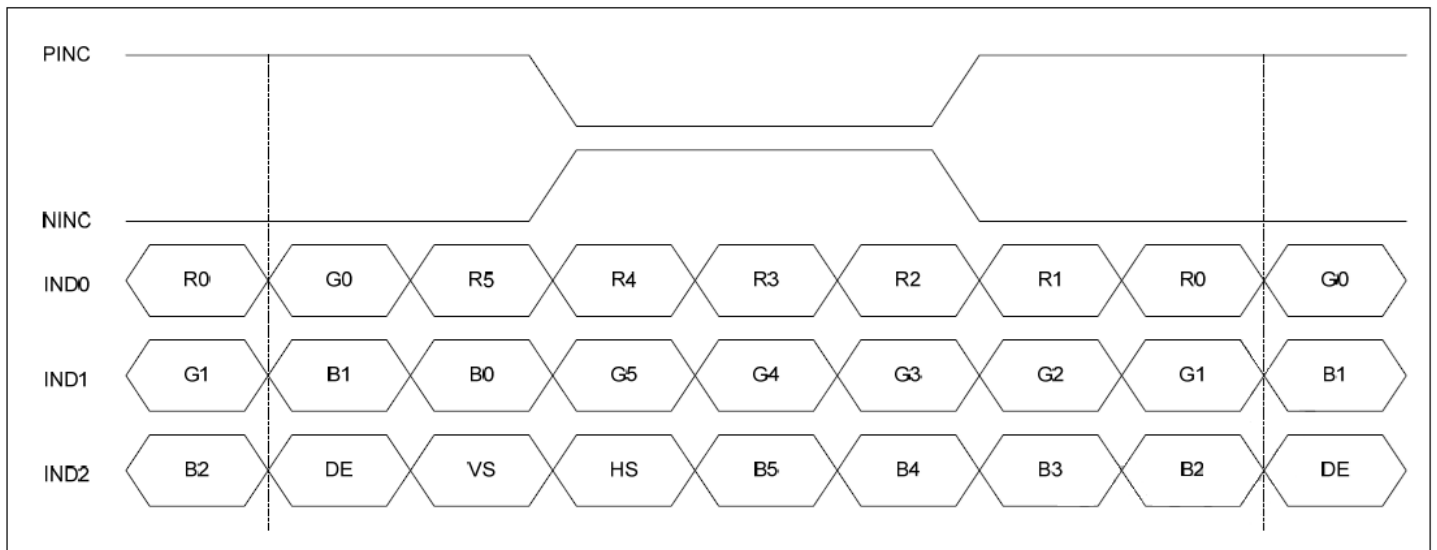 PINC
NINC
IND0 R0 G0 R5 R4 R3 R2 R1 R0 G0
IND1 G1 B1 B0 G5 G4 G3 G2 G1 B1
IND2 B2 DE VS HS B5 B4 B3 B2 DE